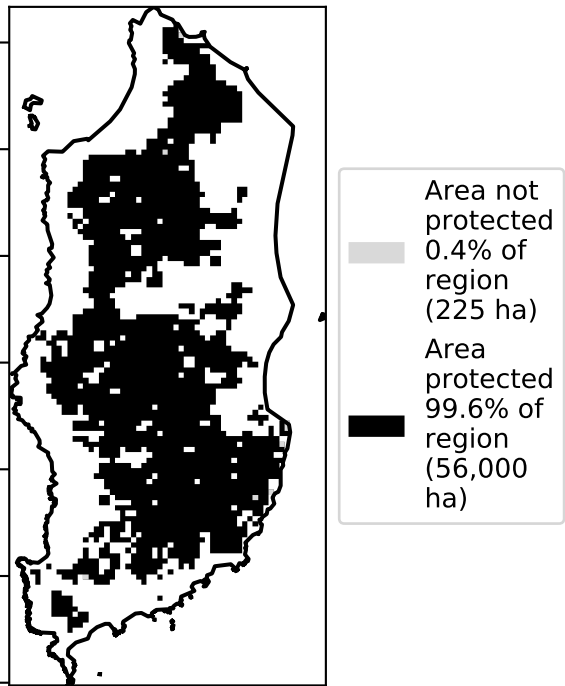 Area not
protected
0.4% of
region
(225 ha)
Area
protected
99.6% of
region
(56,000
ha)